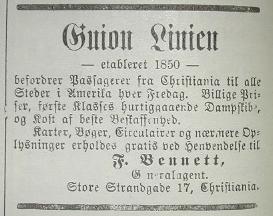 Guion Linien
— etableret 1850 —
befordrer Passagerer fra Christiania til alle
Steder i Amerika hver Fredag. Billige Pri-
ser, første Klasses hurtiggaaende Dampskibe,
og Kost af beste Beskaffenhed.
Karter, Bøger, Circulairer og nærmere Op-
lysninger erholdes gratis ved Henvendelse til
F. Bennett,
Generalagent.
Store Strandgade 17, Christiania.